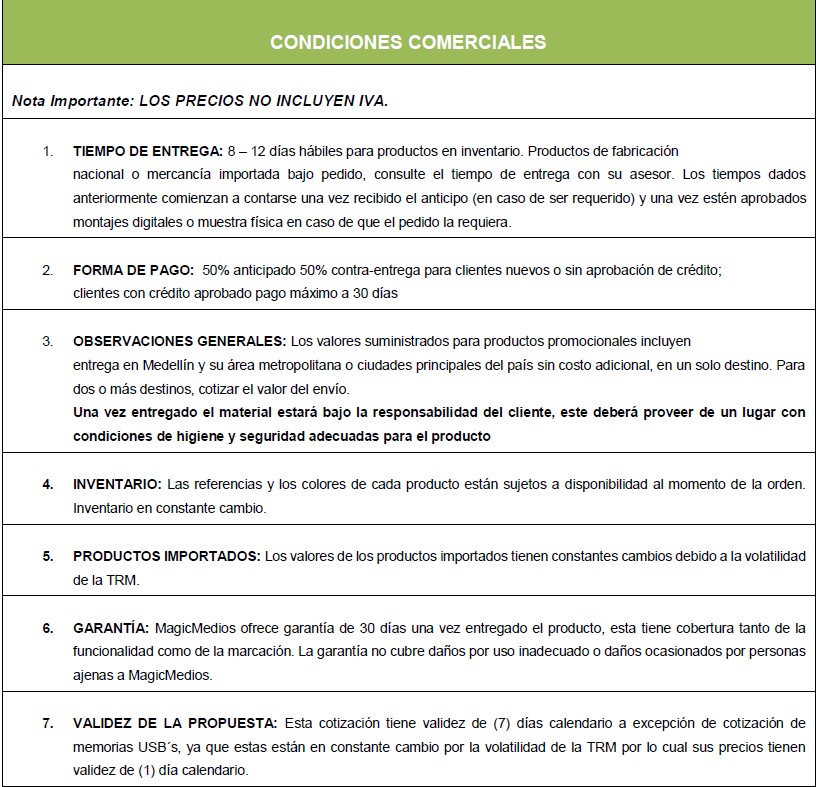 CONDICIONES COMERCIALES
Nota Importante: LOS PRECIOS NO INCLUYEN IVA.
1. TIEMPO DE ENTREGA: 8 – 12 días hábiles para productos en inventario. Productos de fabricación
nacional o mercancía importada bajo pedido, consulte el tiempo de entrega con su asesor. Los tiempos dados
anteriormente comienzan a contarse una vez recibido el anticipo (en caso de ser requerido) y una vez estén aprobados
montajes digitales o muestra física en caso de que el pedido la requiera.
2. FORMA DE PAGO: 50% anticipado 50% contra-entrega para clientes nuevos o sin aprobación de crédito;
clientes con crédito aprobado pago máximo a 30 días
3. OBSERVACIONES GENERALES: Los valores suministrados para productos promocionales incluyen
entrega en Medellín y su área metropolitana o ciudades principales del país sin costo adicional, en un solo destino. Para
dos o más destinos, cotizar el valor del envío.
Una vez entregado el material estará bajo la responsabilidad del cliente, este deberá proveer de un lugar con
condiciones de higiene y seguridad adecuadas para el producto
4. INVENTARIO: Las referencias y los colores de cada producto están sujetos a disponibilidad al momento de la orden.
Inventario en constante cambio.
5. PRODUCTOS IMPORTADOS: Los valores de los productos importados tienen constantes cambios debido a la volatilidad
de la TRM.
6. GARANTÍA: MagicMedios ofrece garantía de 30 días una vez entregado el producto, esta tiene cobertura tanto de la
funcionalidad como de la marcación. La garantía no cubre daños por uso inadecuado o daños ocasionados por personas
ajenas a MagicMedios.
7. VALIDEZ DE LA PROPUESTA: Esta cotización tiene validez de (7) días calendario a excepción de cotización de
memorias USB´s, ya que estas están en constante cambio por la volatilidad de la TRM por lo cual sus precios tienen
validez de (1) día calendario.